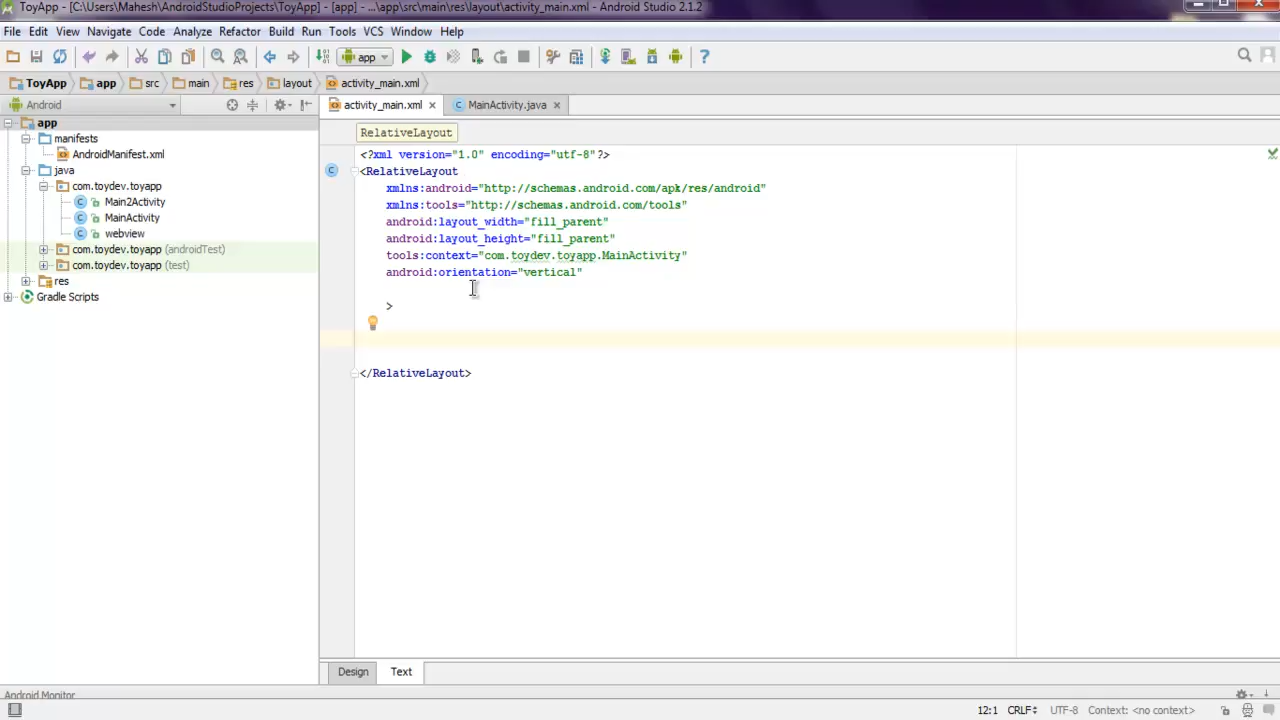 ToyApp - [C:\Users\Mahesh\AndroidStudioProjects\ToyApp] - [app] - ...\app\src\main\res\layout\activity_main.xml - Android Studio 2.1.2
File Edit View Navigate Code Analyze Refactor Build Run Tools VCS Window Help
app
ToyApp app src main res layout activity_main.xml
Android
activity_main.xml MainActivity.java
app
manifests
AndroidManifest.xml
java
com.toydev.toyapp
Main2Activity
MainActivity
webview
com.toydev.toyapp (androidTest)
com.toydev.toyapp (test)
res
Gradle Scripts
RelativeLayout
<?xml version="1.0" encoding="utf-8"?>
<RelativeLayout
xmlns:android="http://schemas.android.com/apk/res/android"
xmlns:tools="http://schemas.android.com/tools"
android:layout_width="fill_parent"
android:layout_height="fill_parent"
tools:context="com.toydev.toyapp.MainActivity"
android:orientation="vertical"
>
</RelativeLayout>
Design Text
Android Monitor
12:1 CRLF UTF-8 Context: <no context>